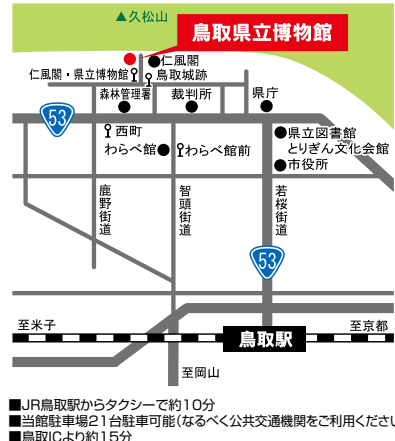 ▲久松山
鳥取県立博物館
仁風閣
仁風閣・県立博物館
鳥取城跡
森林管理署
裁判所
県庁
53
西町
わらべ館
わらべ館前
県立図書館
とりぎん文化会館
市役所
鹿野街道
智頭街道
若桜街道
53
至米子
鳥取駅
至京都
至岡山
■JR鳥取駅からタクシーで約10分
■当館駐車場21台駐車可能(なるべく公共交通機関をご利用くださ
■鳥取ICより約15分